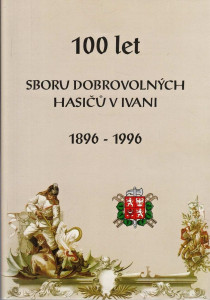 100 let
SBORU DOBROVOLNÝCH
HASIČŮ V IVANI
1896 - 1996